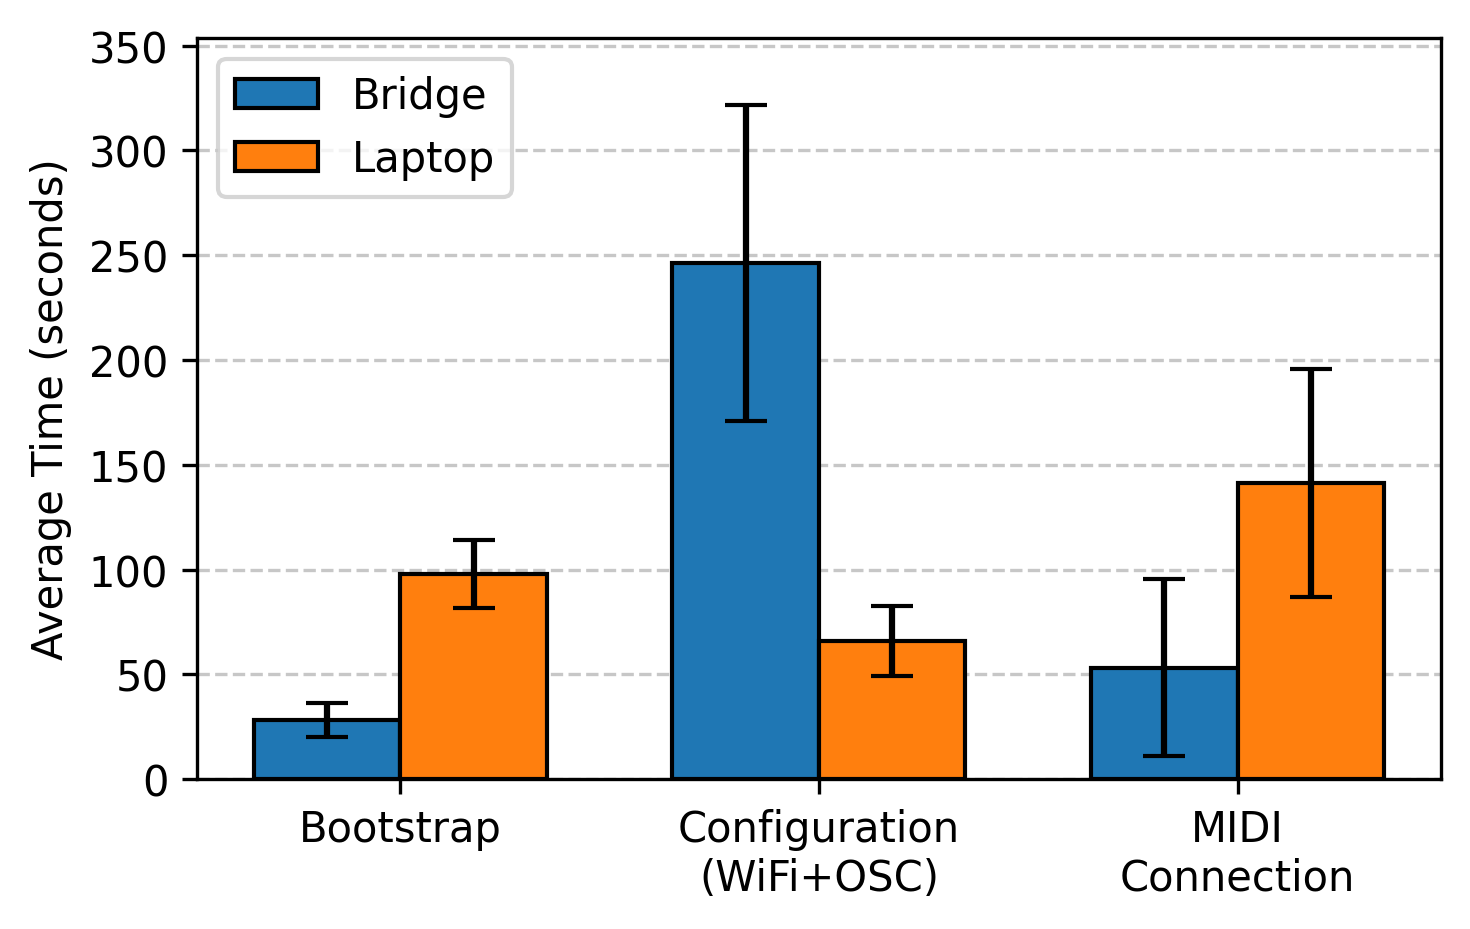 350
300
250
200
150
100
50
0
Average Time (seconds)
Bridge
Laptop
Bootstrap
Configuration
(WiFi+OSC)
MIDI
Connection